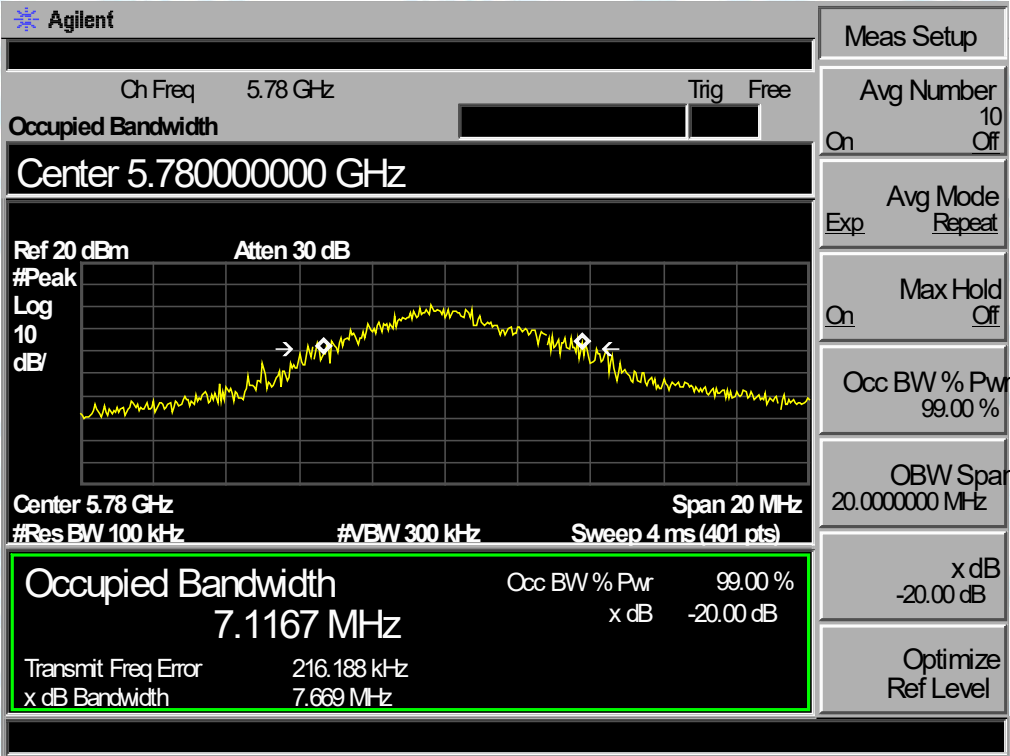 Agilent
Ch Freq 5.78 GHz Trig Free
Occupied Bandwidth
Center 5.780000000 GHz
Ref 20 dBm Atten 30 dB
#Peak
Log
10
dB/
Center 5.78 GHz Span 20 MHz
#Res BW 100 kHz #VBW 300 kHz Sweep 4 ms (401 pts)
Occupied Bandwidth Occ BW % Pwr 99.00 %
7.1167 MHz x dB -20.00 dB
Transmit Freq Error 216.188 kHz
x dB Bandwidth 7.669 MHz
Meas Setup
Avg Number
10
On Off
Avg Mode
Exp Repeat
Max Hold
On Off
Occ BW % Pwr
99.00 %
OBW Span
20.0000000 MHz
x dB
-20.00 dB
Optimize
Ref Level